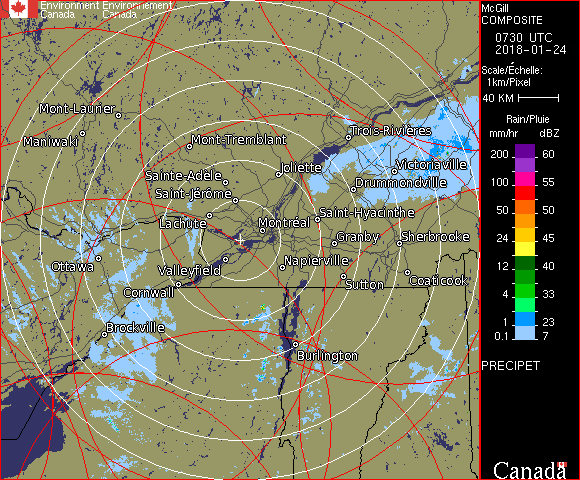 Environment Environnement
Canada Canada
McGill
COMPOSITE
0730 UTC
2018-01-24
Scale/Échelle:
1km/Pixel
40 KM
Rain/Pluie
mm/hr dBZ
200 60
100 55
50 50
24 45
12 40
4 33
1 23
0.1 7
PRECIPET
Canada
Mont-Laurier
Maniwaki
Mont-Tremblant
Trois-Rivières
Joliette
Victoriaville
Sainte-Adèle
Drummondville
Saint-Jérôme
Lachute
Saint-Hyacinthe
Montréal
Granby
Sherbrooke
Ottawa
Valleyfield
Napierville
Cornwall
Sutton
Coaticook
Brockville
Burlington